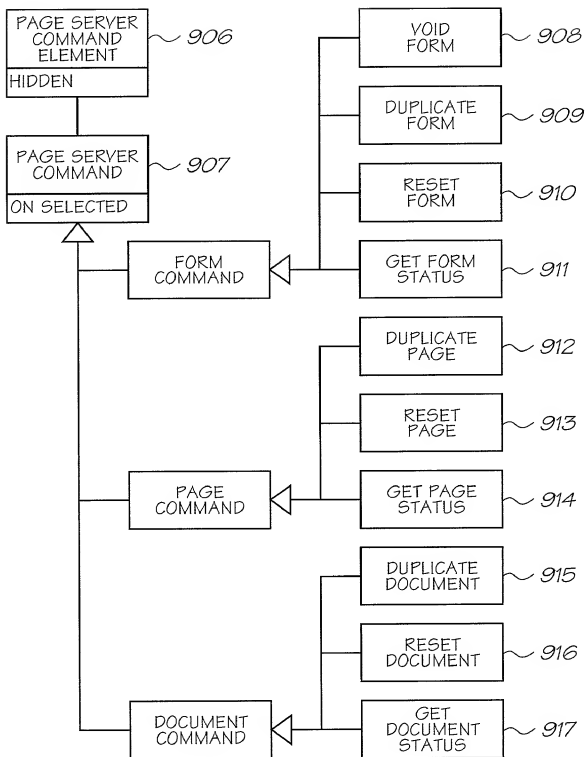 PAGE SERVER
COMMAND
ELEMENT
906
HIDDEN
PAGE SERVER
COMMAND
907
ON SELECTED
FORM
COMMAND
VOID
FORM
908
DUPLICATE
FORM
909
RESET
FORM
910
GET FORM
STATUS
911
PAGE
COMMAND
DUPLICATE
PAGE
912
RESET
PAGE
913
GET PAGE
STATUS
914
DOCUMENT
COMMAND
DUPLICATE
DOCUMENT
915
RESET
DOCUMENT
916
GET
DOCUMENT
STATUS
917